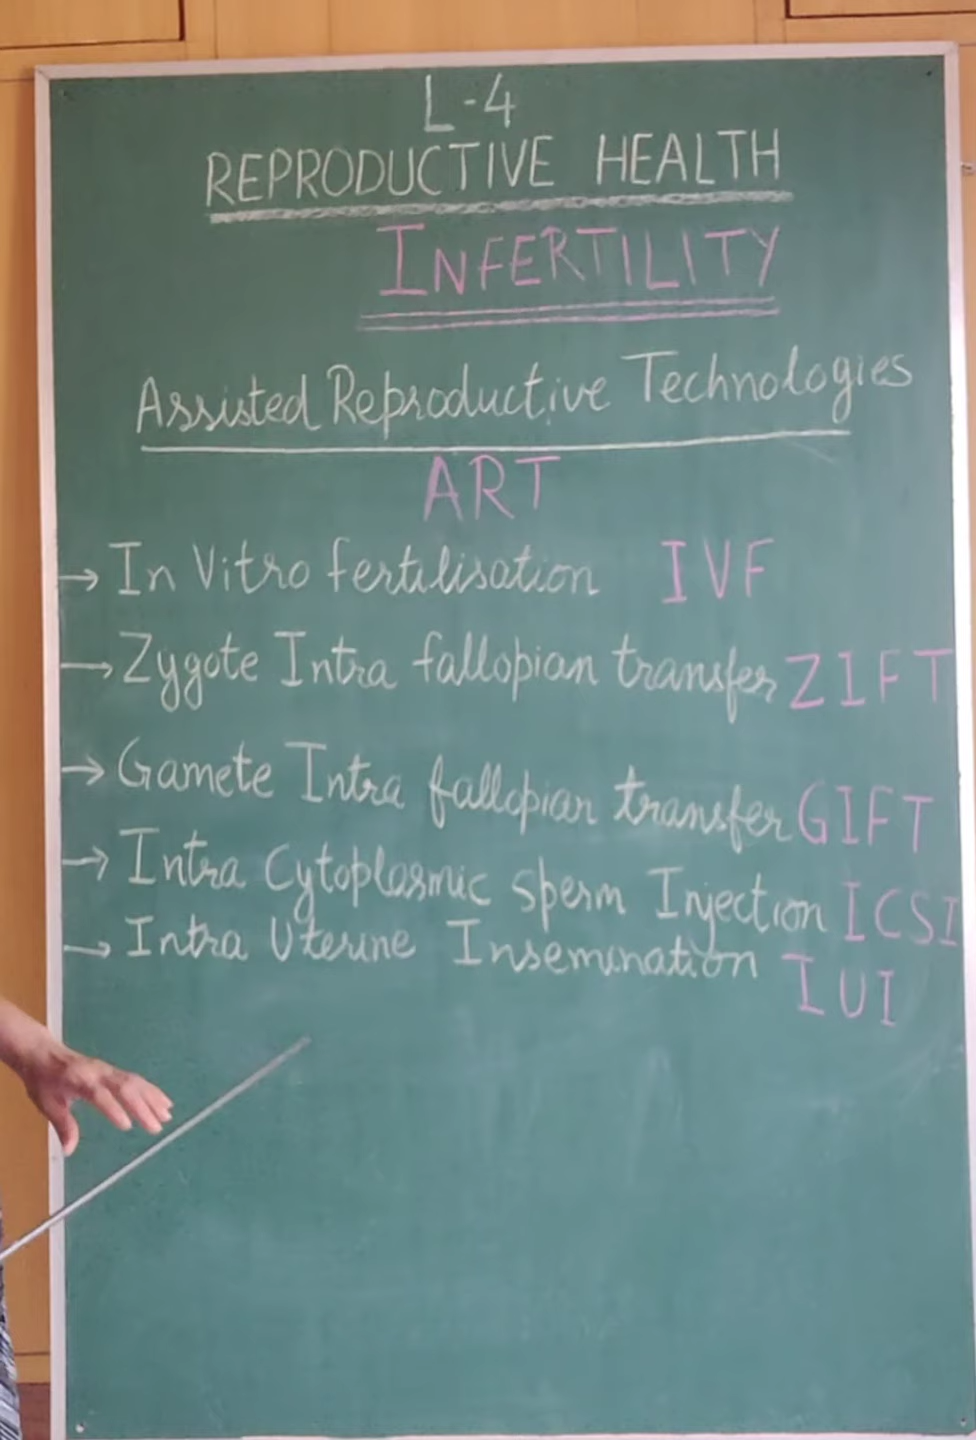 L-4
REPRODUCTIVE HEALTH
INFERTILITY
Assisted Reproductive Technologies
ART
→ In Vitro fertilisation IVF
→ Zygote Intra fallopian transfer ZIFT
→ Gamete Intra fallopian transfer GIFT
→ Intra Cytoplasmic sperm Injection ICSI
→ Intra Uterine Insemination IUI